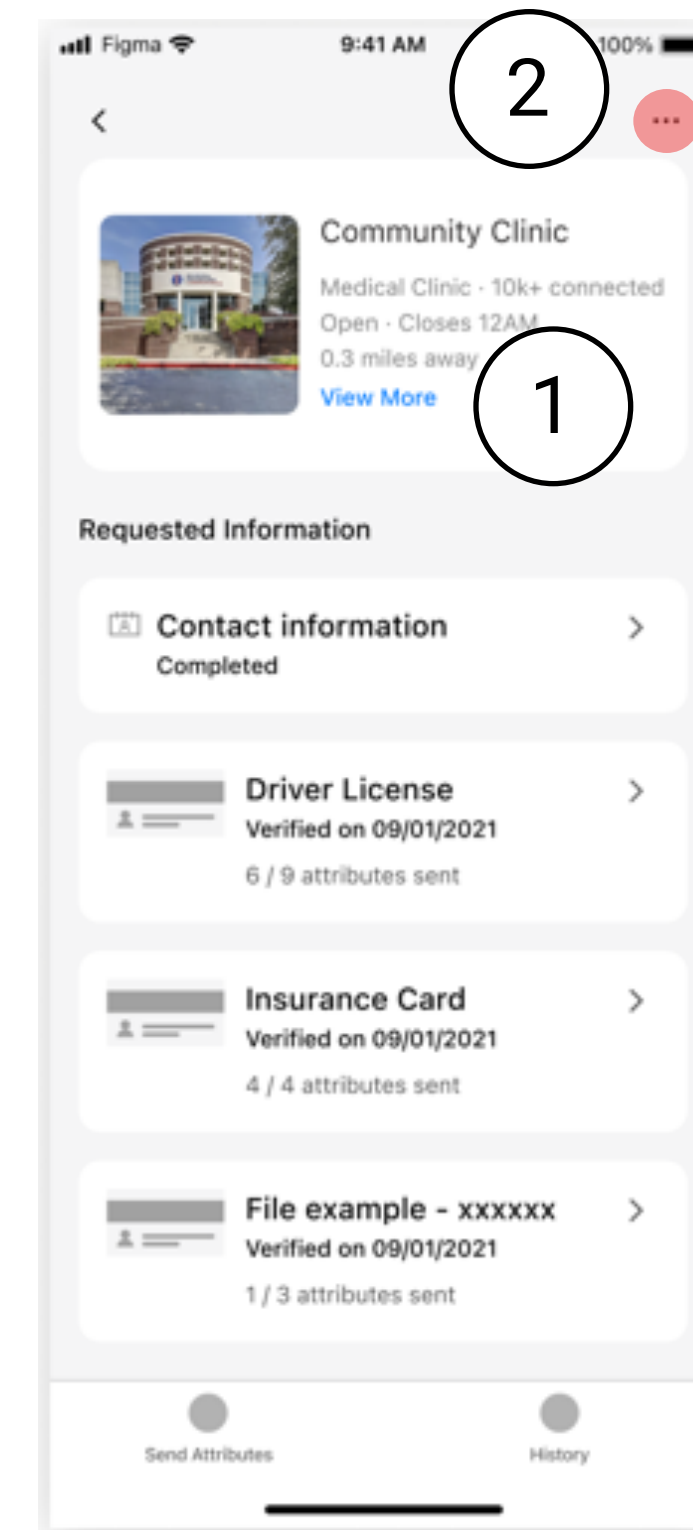 Figma 9:41 AM 100%
2
Community Clinic
Medical Clinic · 10k+ connected
Open · Closes 12AM
0.3 miles away
View More
1
Requested Information
Contact information
Completed
Driver License
Verified on 09/01/2021
6 / 9 attributes sent
Insurance Card
Verified on 09/01/2021
4 / 4 attributes sent
File example - xxxxxx
Verified on 09/01/2021
1 / 3 attributes sent
Send Attributes History